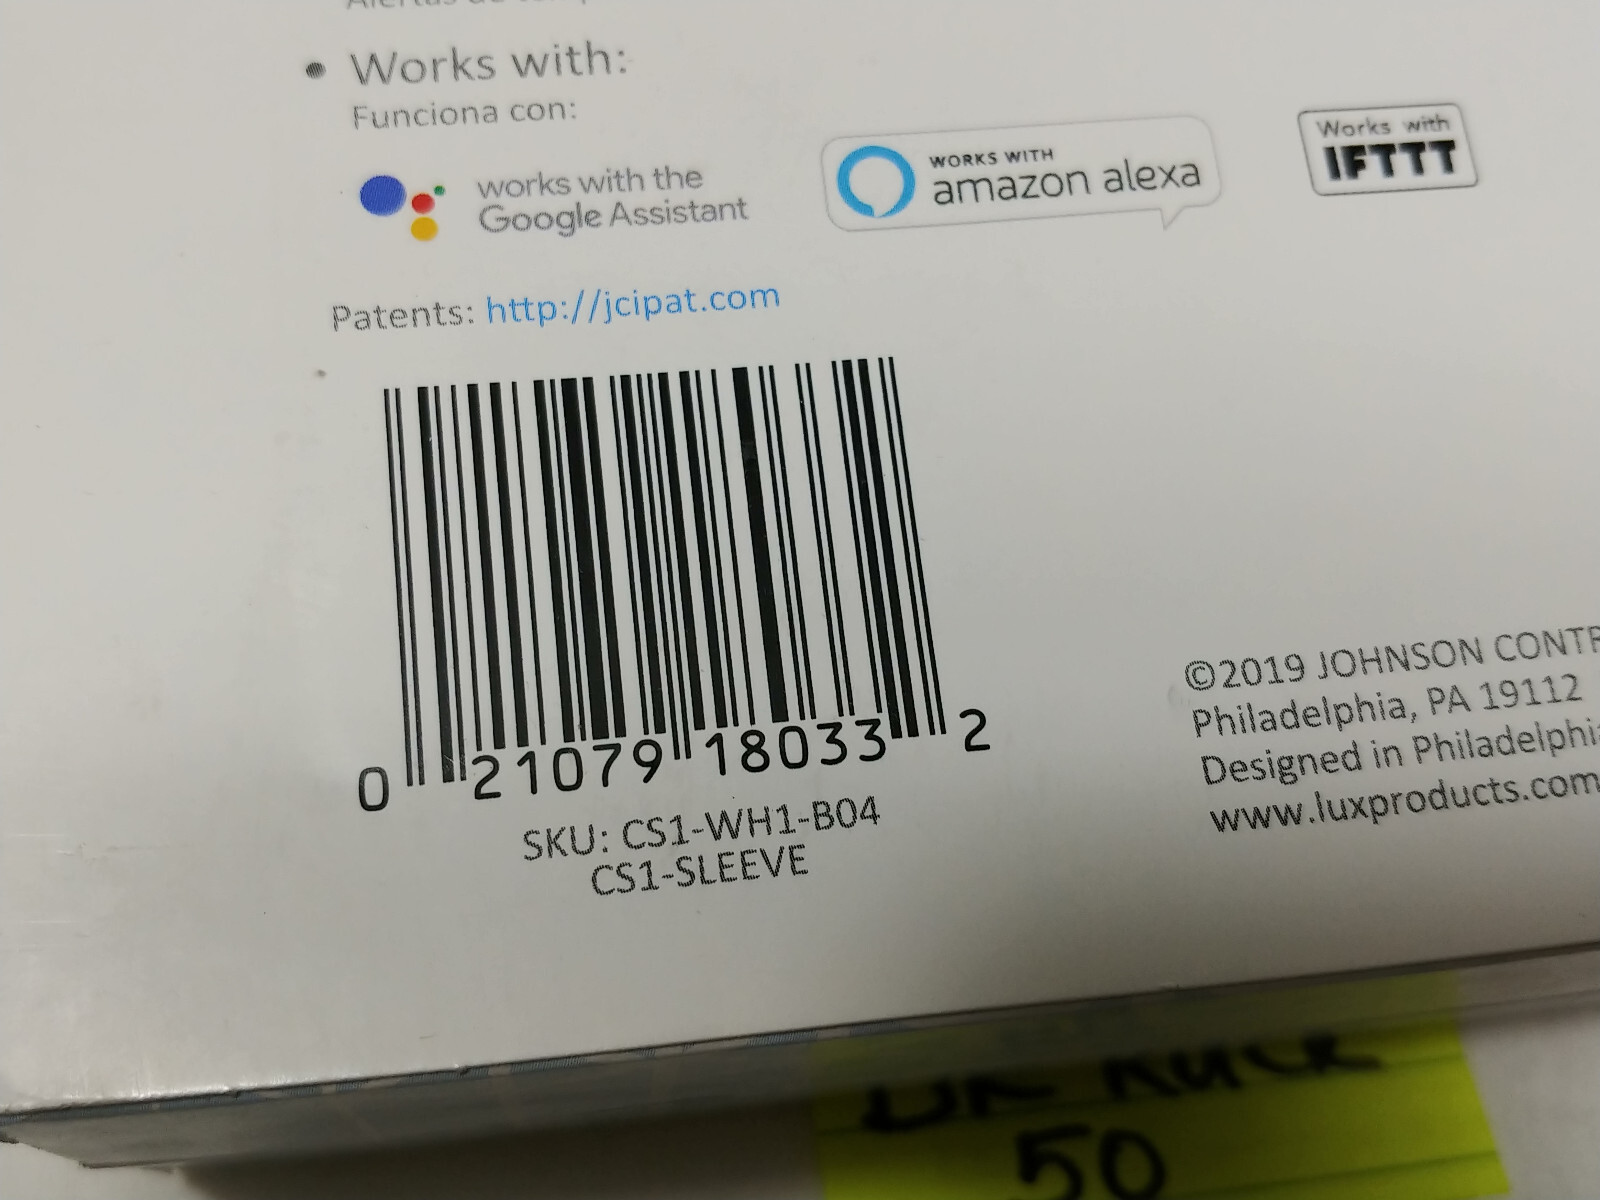 Works with:
Funciona con:
works with the
Google Assistant
WORKS WITH
amazon alexa
Works with
IFTTT
Patents: http://jcipat.com
0 21079 18033 2
SKU: CS1-WH1-B04
CS1-SLEEVE
©2019 JOHNSON CONTR
Philadelphia, PA 19112
Designed in Philadelphia
www.luxproducts.com
50